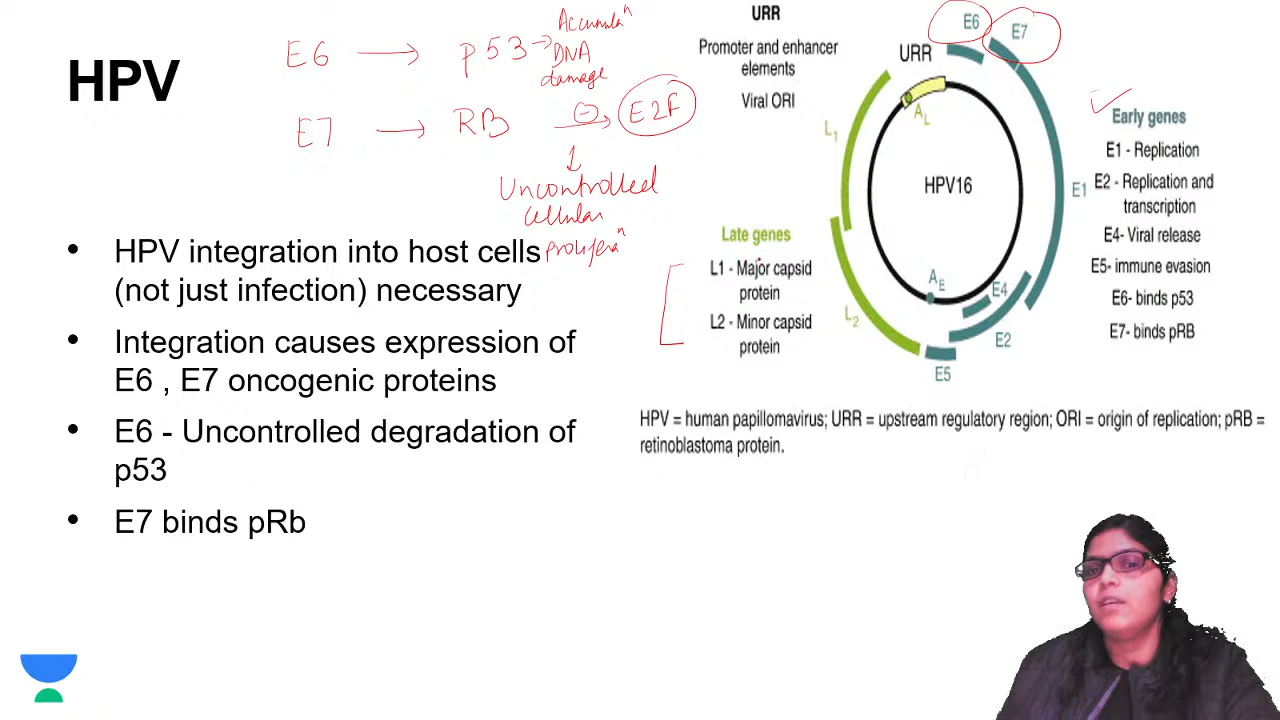 HPV
E6 → p53 → Accumulaⁿ
DNA
damage
E7 → RB ⊖→ E2F
↓
Uncontrolled
cellular
proliferaⁿ
• HPV integration into host cells
(not just infection) necessary
• Integration causes expression of
E6 , E7 oncogenic proteins
• E6 - Uncontrolled degradation of
p53
• E7 binds pRb
URR
Promoter and enhancer
elements
Viral ORI
Late genes
L1 - Major capsid
protein
L2 – Minor capsid
protein
E6
E7
URR
AL
L1
HPV16
E1
AE
E4
L2
E2
E5
Early genes
E1 - Replication
E2 - Replication and
transcription
E4- Viral release
E5- immune evasion
E6- binds p53
E7- binds pRB
HPV = human papillomavirus; URR = upstream regulatory region; ORI = origin of replication; pRB =
retinoblastoma protein.